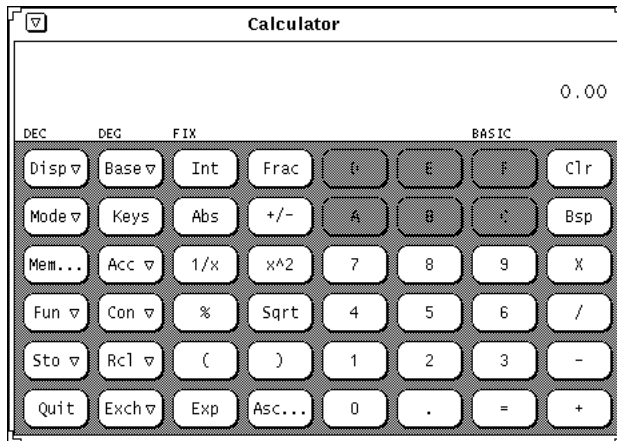 Calculator
0.00
DEC DEG FIX BASIC
Disp Base Int Frac D E F Clr
Mode Keys Abs +/- A B C Bsp
Mem... Acc 1/x x^2 7 8 9 X
Fun Con % Sqrt 4 5 6 /
Sto Rcl ( ) 1 2 3 -
Quit Exch Exp Asc... 0 . = +